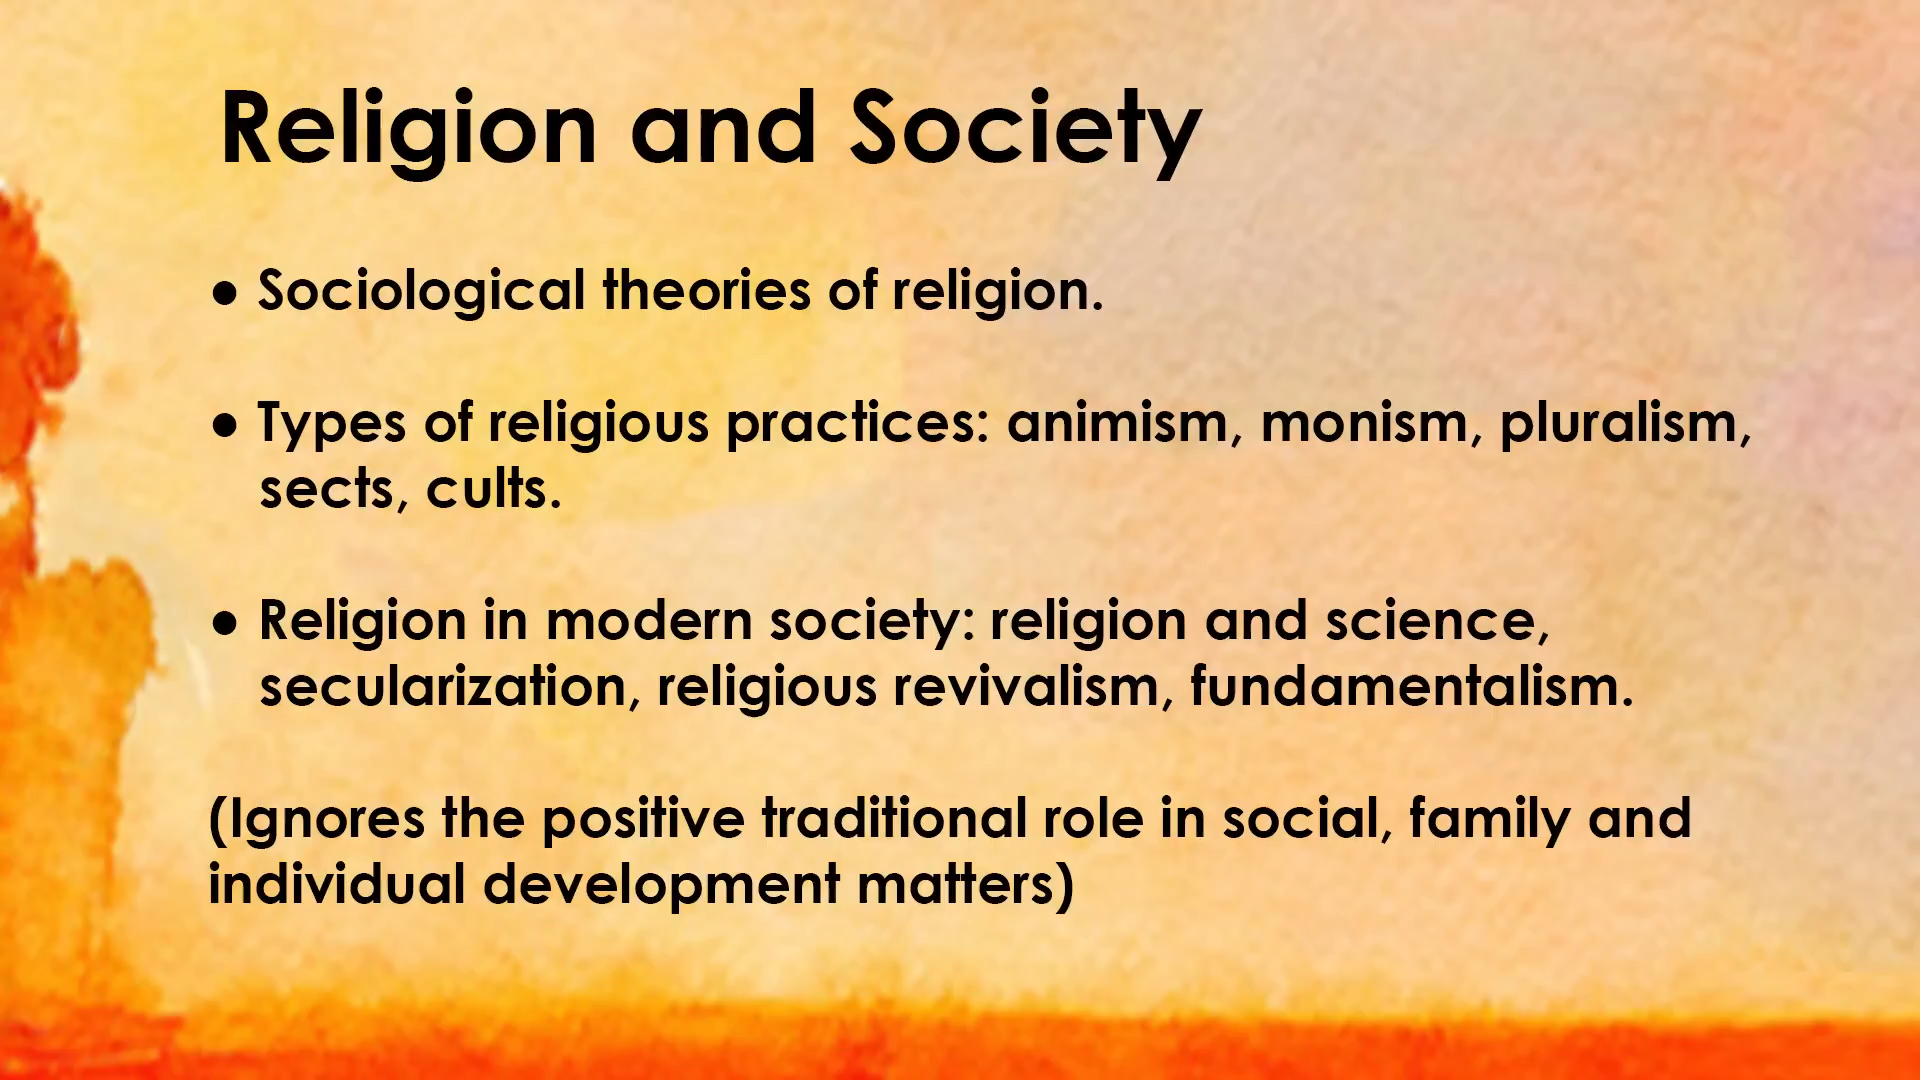 Religion and Society
● Sociological theories of religion.
● Types of religious practices: animism, monism, pluralism,
sects, cults.
● Religion in modern society: religion and science,
secularization, religious revivalism, fundamentalism.
(Ignores the positive traditional role in social, family and
individual development matters)